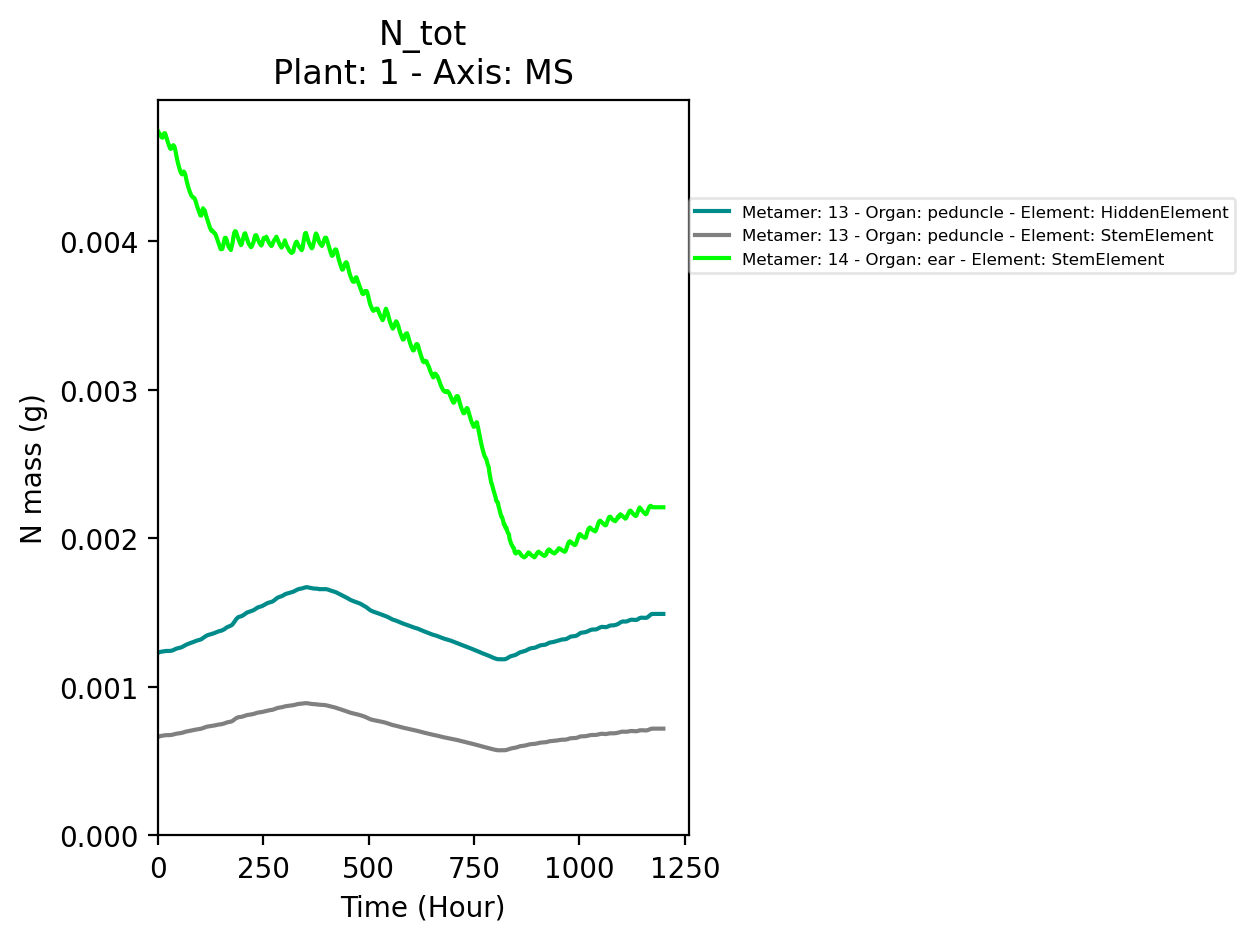 N_tot
Plant: 1 - Axis: MS
Metamer: 13 - Organ: peduncle - Element: HiddenElement
Metamer: 13 - Organ: peduncle - Element: StemElement
Metamer: 14 - Organ: ear - Element: StemElement
N mass (g)
0.004
0.003
0.002
0.001
0.000
0 250 500 750 1000 1250
Time (Hour)